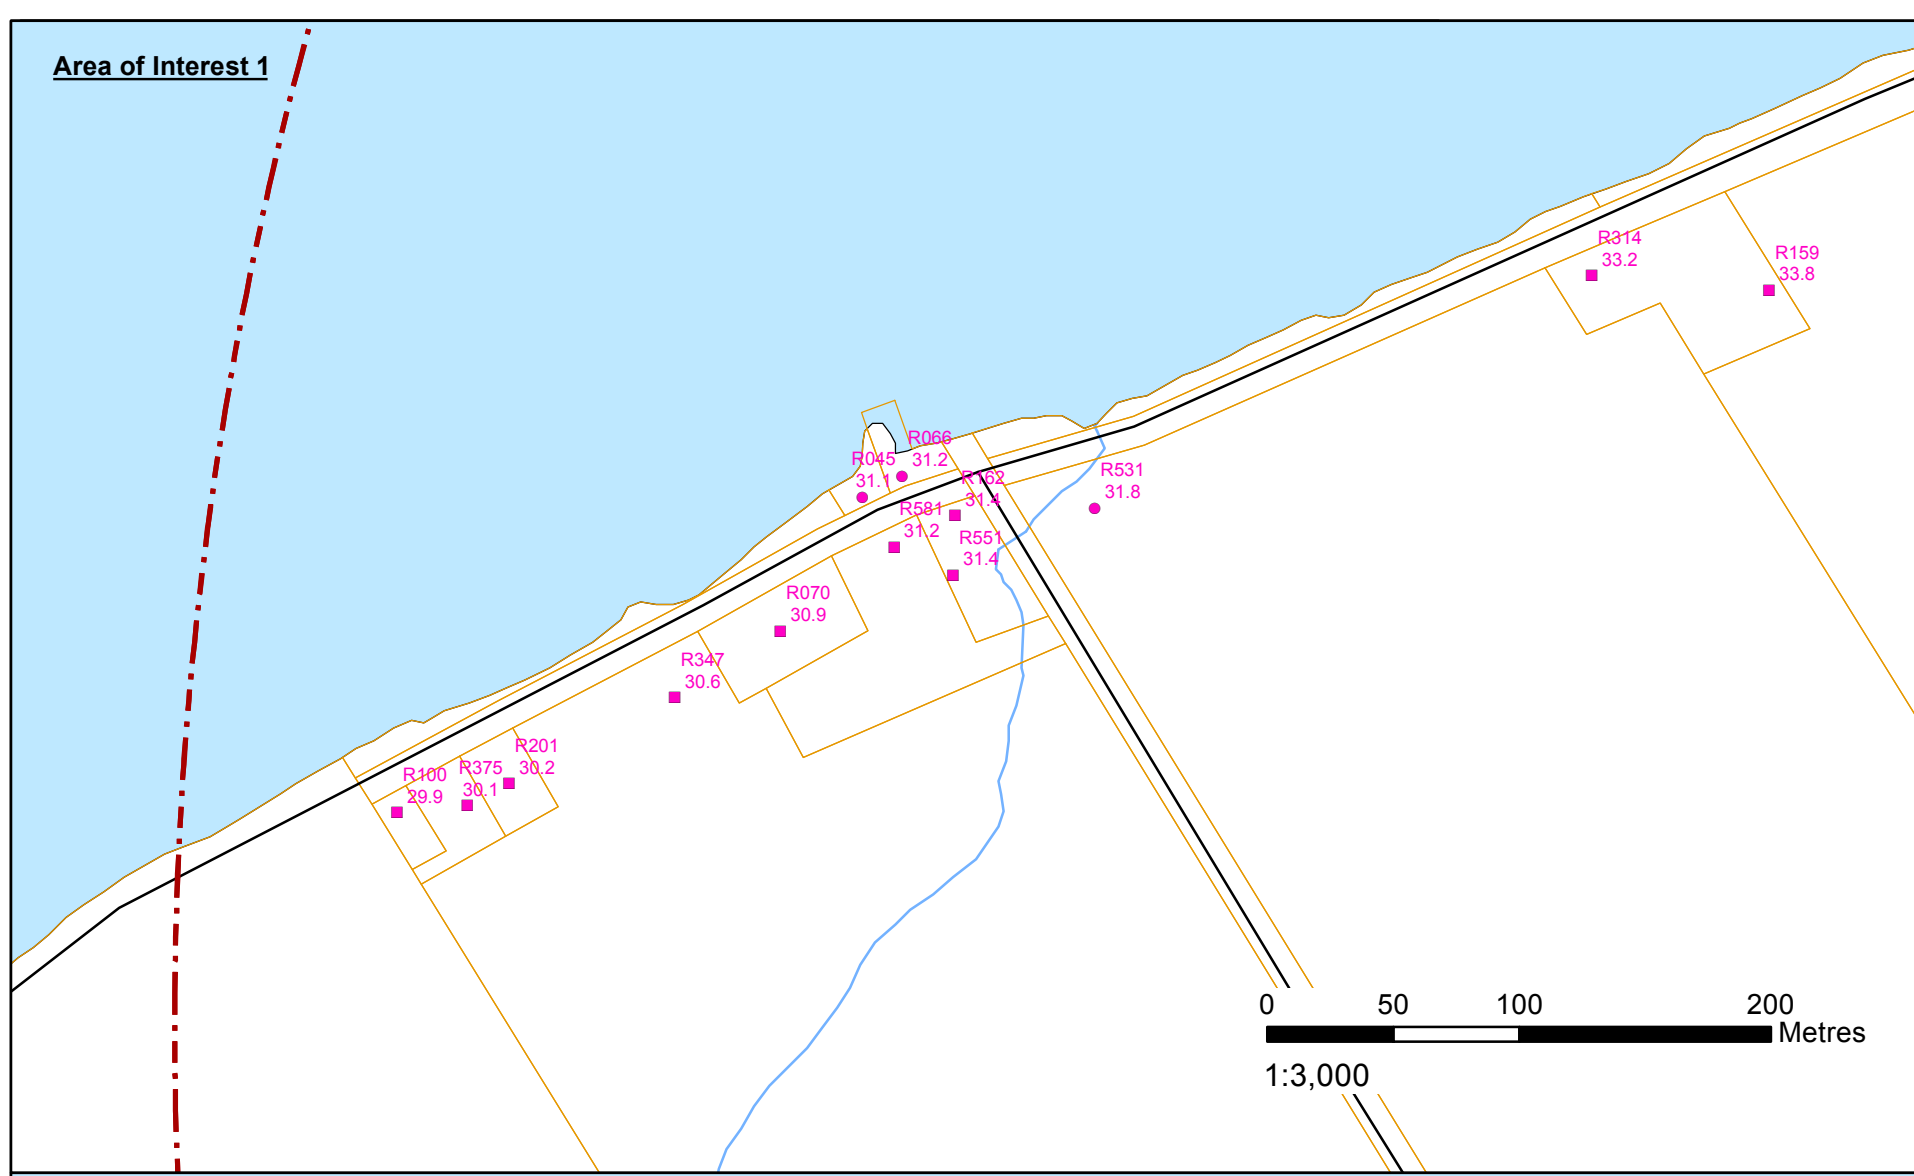 Area of Interest 1
R314
33.2
R159
33.8
R066
31.2
R045
31.1
R162
31.4
R531
31.8
R581
31.2
R551
31.4
R070
30.9
R347
30.6
R201
30.2
R375
30.1
R100
29.9
0 50 100 200
Metres
1:3,000